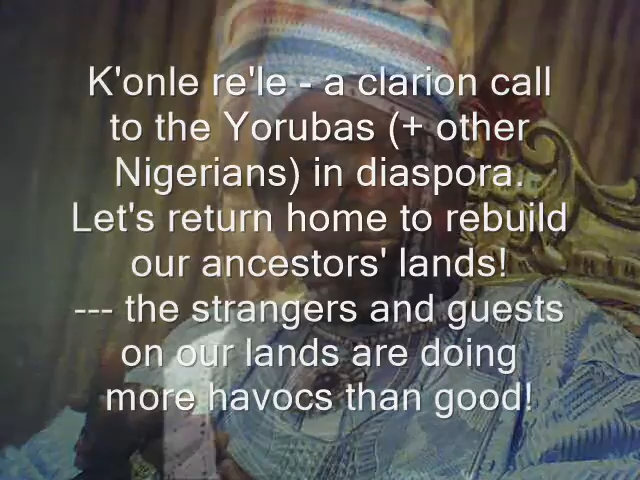 K'onle re'le - a clarion call
to the Yorubas (+ other
Nigerians) in diaspora.
Let's return home to rebuild
our ancestors' lands!
--- the strangers and guests
on our lands are doing
more havocs than good!